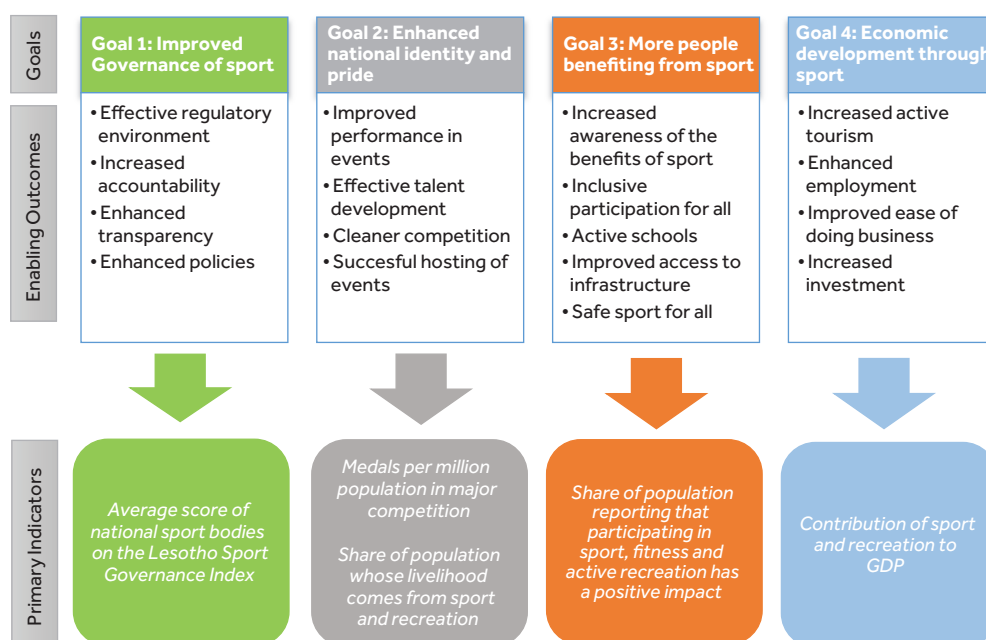 Goals
Goal 1: Improved
Governance of sport
Goal 2: Enhanced
national identity and
pride
Goal 3: More people
benefiting from sport
Goal 4: Economic
development through
sport
Enabling Outcomes
• Effective regulatory
environment
• Increased
accountability
• Enhanced
transparency
• Enhanced policies
• Improved
performance in
events
• Effective talent
development
• Cleaner competition
• Succesful hosting of
events
• Increased
awareness of the
benefits of sport
• Inclusive
participation for all
• Active schools
• Improved access to
infrastructure
• Safe sport for all
• Increased active
tourism
• Enhanced
employment
• Improved ease of
doing business
• Increased
investment
Primary Indicators
Average score of
national sport bodies
on the Lesotho Sport
Governance Index
Medals per million
population in major
competition
Share of population
whose livelihood
comes from sport
and recreation
Share of population
reporting that
participating in
sport, fitness and
active recreation has
a positive impact
Contribution of sport
and recreation to
GDP